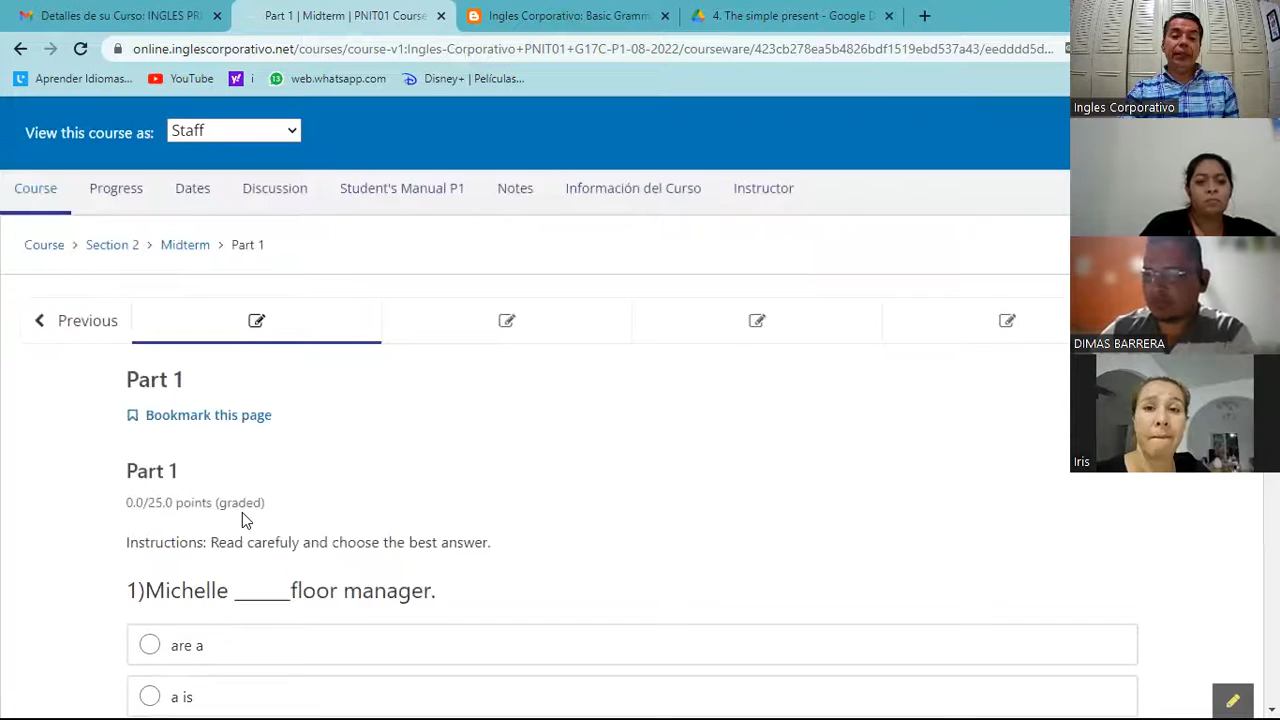 Detalles de su Curso: INGLES PRI
Part 1 | Midterm | PNIT01 Course
Ingles Corporativo: Basic Gramm
4. The simple present - Google
online.inglescorporativo.net/courses/course-v1:Ingles-Corporativo+PNIT01+G17C-P1-08-2022/courseware/423cb278ea5b4826bdf1519ebd537a43/eedddd5d...
Aprender Idiomas...
YouTube
i
web.whatsapp.com
Disney+ | Películas,...
View this course as:
Staff
Course
Progress
Dates
Discussion
Student's Manual P1
Notes
Información del Curso
Instructor
Course > Section 2 > Midterm > Part 1
Previous
Part 1
Bookmark this page
Part 1
0.0/25.0 points (graded)
Instructions: Read carefuly and choose the best answer.
1)Michelle ______floor manager.
are a
a is
Ingles Corporativo
DIMAS BARRERA
Iris